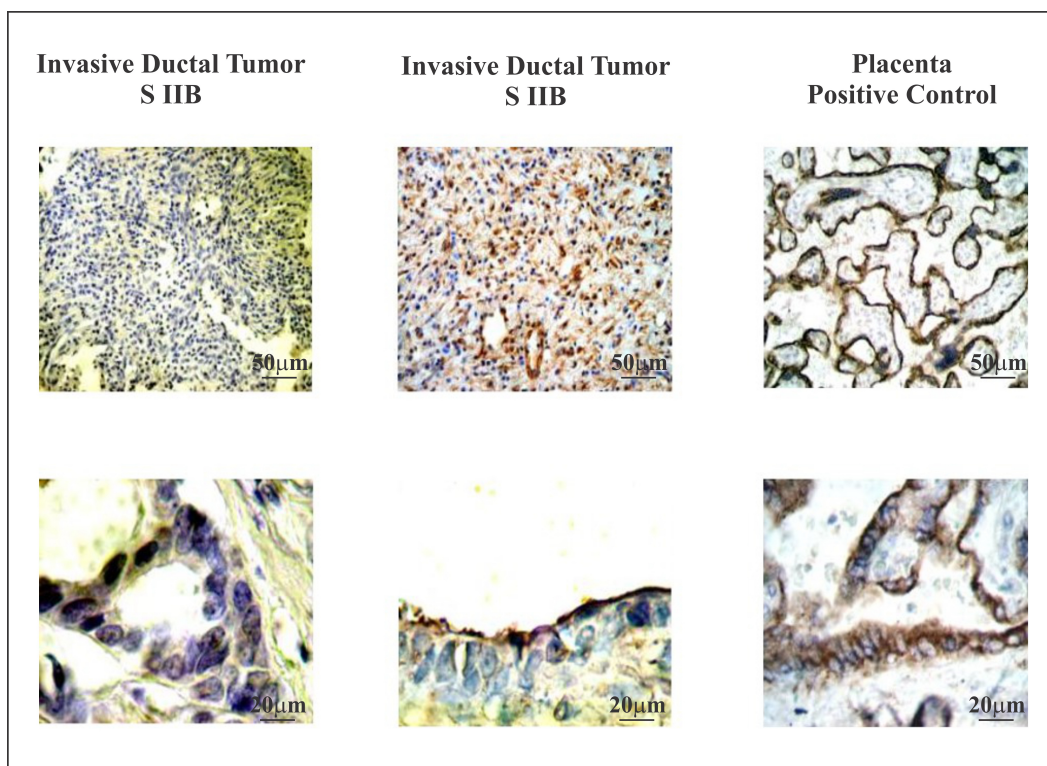 Invasive Ductal Tumor
S IIB
Invasive Ductal Tumor
S IIB
Placenta
Positive Control
50μm
50μm
50μm
20μm
20μm
20μm